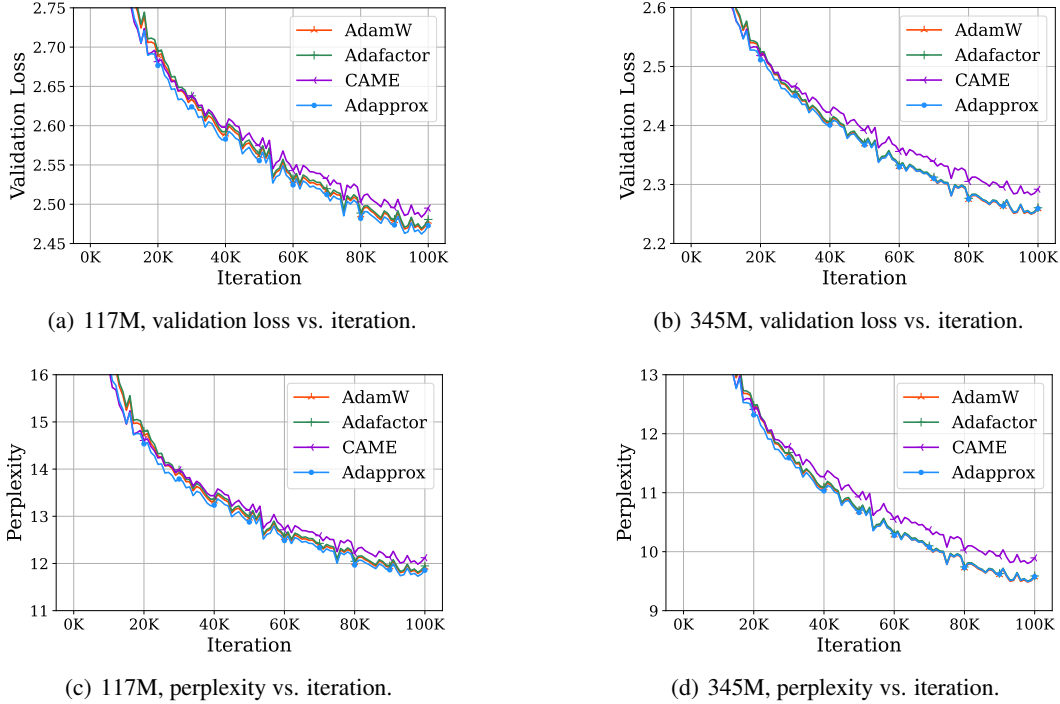 2.75
2.70
2.65
2.60
2.55
2.50
2.45
Validation Loss
AdamW
Adafactor
CAME
Adapprox
0K 20K 40K 60K 80K 100K
Iteration
(a) 117M, validation loss vs. iteration.
2.6
2.5
2.4
2.3
2.2
Validation Loss
AdamW
Adafactor
CAME
Adapprox
0K 20K 40K 60K 80K 100K
Iteration
(b) 345M, validation loss vs. iteration.
16
15
14
13
12
11
Perplexity
AdamW
Adafactor
CAME
Adapprox
0K 20K 40K 60K 80K 100K
Iteration
(c) 117M, perplexity vs. iteration.
13
12
11
10
9
Perplexity
AdamW
Adafactor
CAME
Adapprox
0K 20K 40K 60K 80K 100K
Iteration
(d) 345M, perplexity vs. iteration.